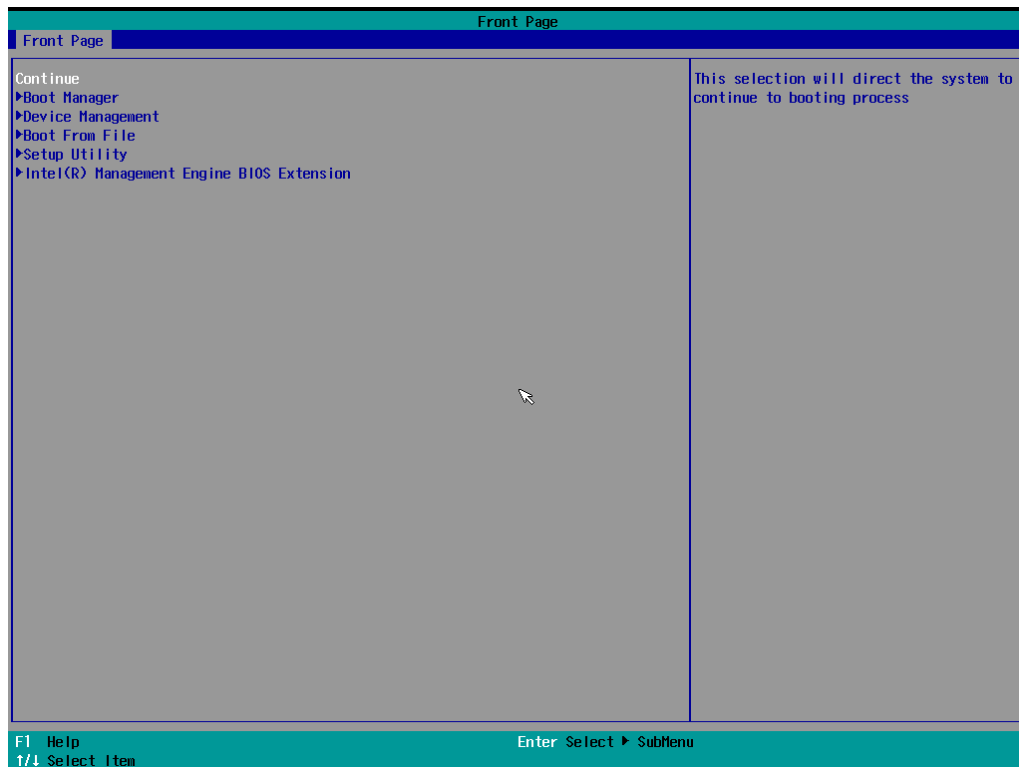 Front Page
Front Page
Continue
▶Boot Manager
▶Device Management
▶Boot From File
▶Setup Utility
▶Intel(R) Management Engine BIOS Extension
This selection will direct the system to
continue to booting process
F1 Help
↑/↓ Select Item
Enter Select ▶ SubMenu